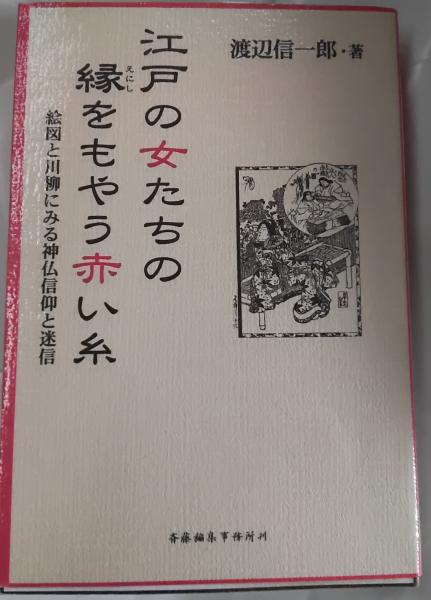 渡辺信一郎・著
江戸の女たちの
縁をもやう赤い糸
えにし
絵図と川柳にみる神仏信仰と迷信
斉藤編集事務所刊